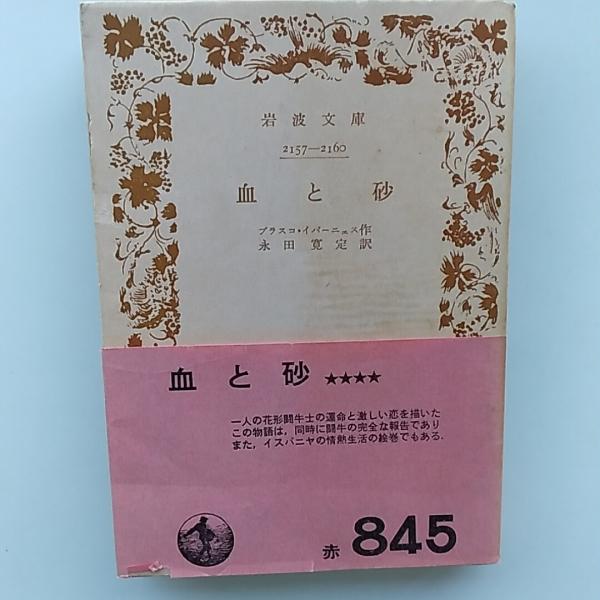 岩波文庫
2157—2160
血と砂
ブラスコ・イバーニェス作
永田寛定訳
血と砂 ★★★★
一人の花形闘牛士の運命と激しい恋を描いた
この物語は，同時に闘牛の完全な報告であり
また，イスパニヤの情熱生活の絵巻でもある．
赤 845